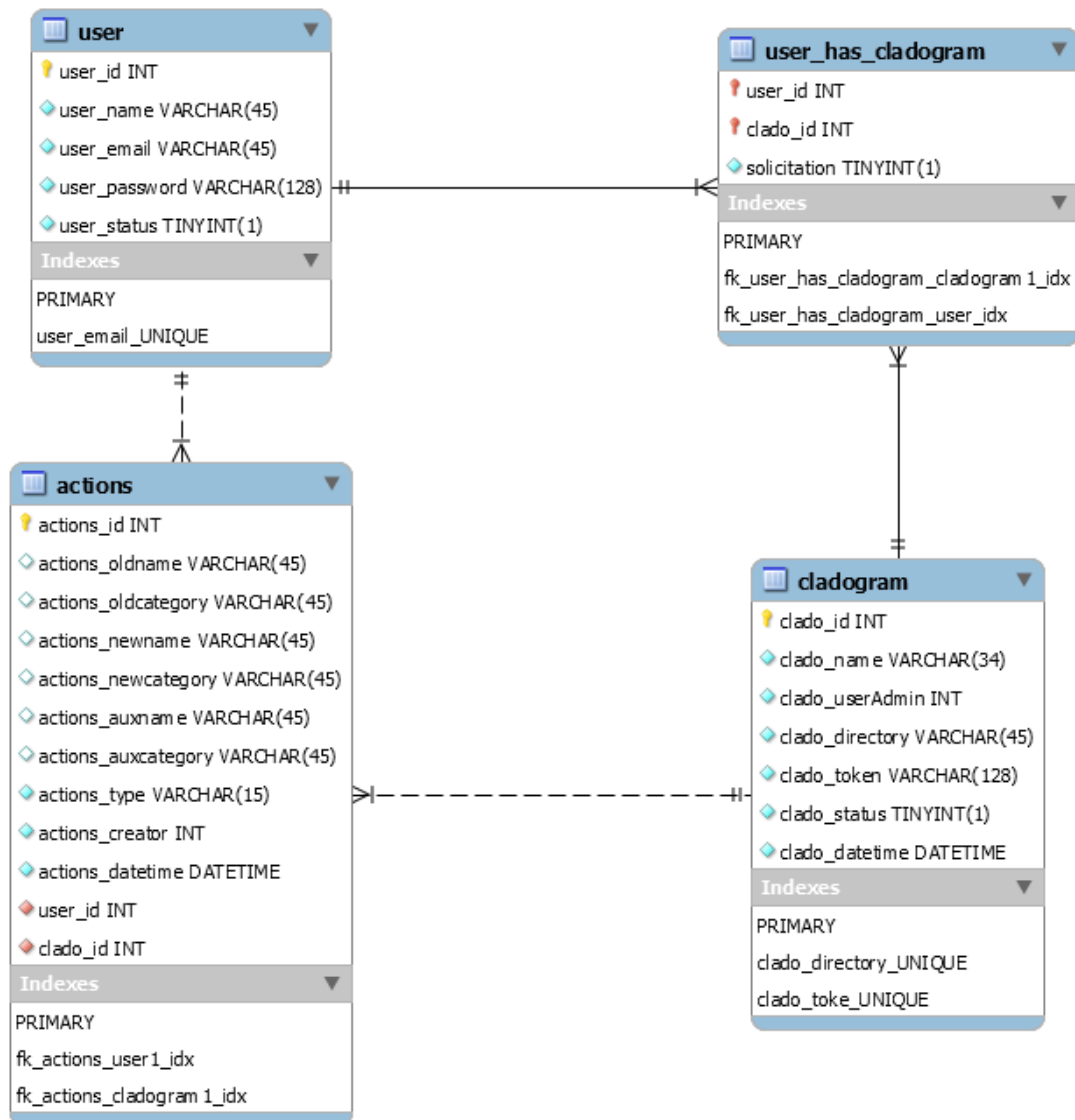 user
user_id INT
user_name VARCHAR(45)
user_email VARCHAR(45)
user_password VARCHAR(128)
user_status TINYINT(1)
Indexes
PRIMARY
user_email_UNIQUE
user_has_cladogram
user_id INT
clado_id INT
solicitation TINYINT(1)
Indexes
PRIMARY
fk_user_has_cladogram_cladogram1_idx
fk_user_has_cladogram_user_idx
actions
actions_id INT
actions_oldname VARCHAR(45)
actions_oldcategory VARCHAR(45)
actions_newname VARCHAR(45)
actions_newcategory VARCHAR(45)
actions_auxname VARCHAR(45)
actions_auxcategory VARCHAR(45)
actions_type VARCHAR(15)
actions_creator INT
actions_datetime DATETIME
user_id INT
clado_id INT
Indexes
PRIMARY
fk_actions_user1_idx
fk_actions_cladogram1_idx
cladogram
clado_id INT
clado_name VARCHAR(34)
clado_userAdmin INT
clado_directory VARCHAR(45)
clado_token VARCHAR(128)
clado_status TINYINT(1)
clado_datetime DATETIME
Indexes
PRIMARY
clado_directory_UNIQUE
clado_toke_UNIQUE